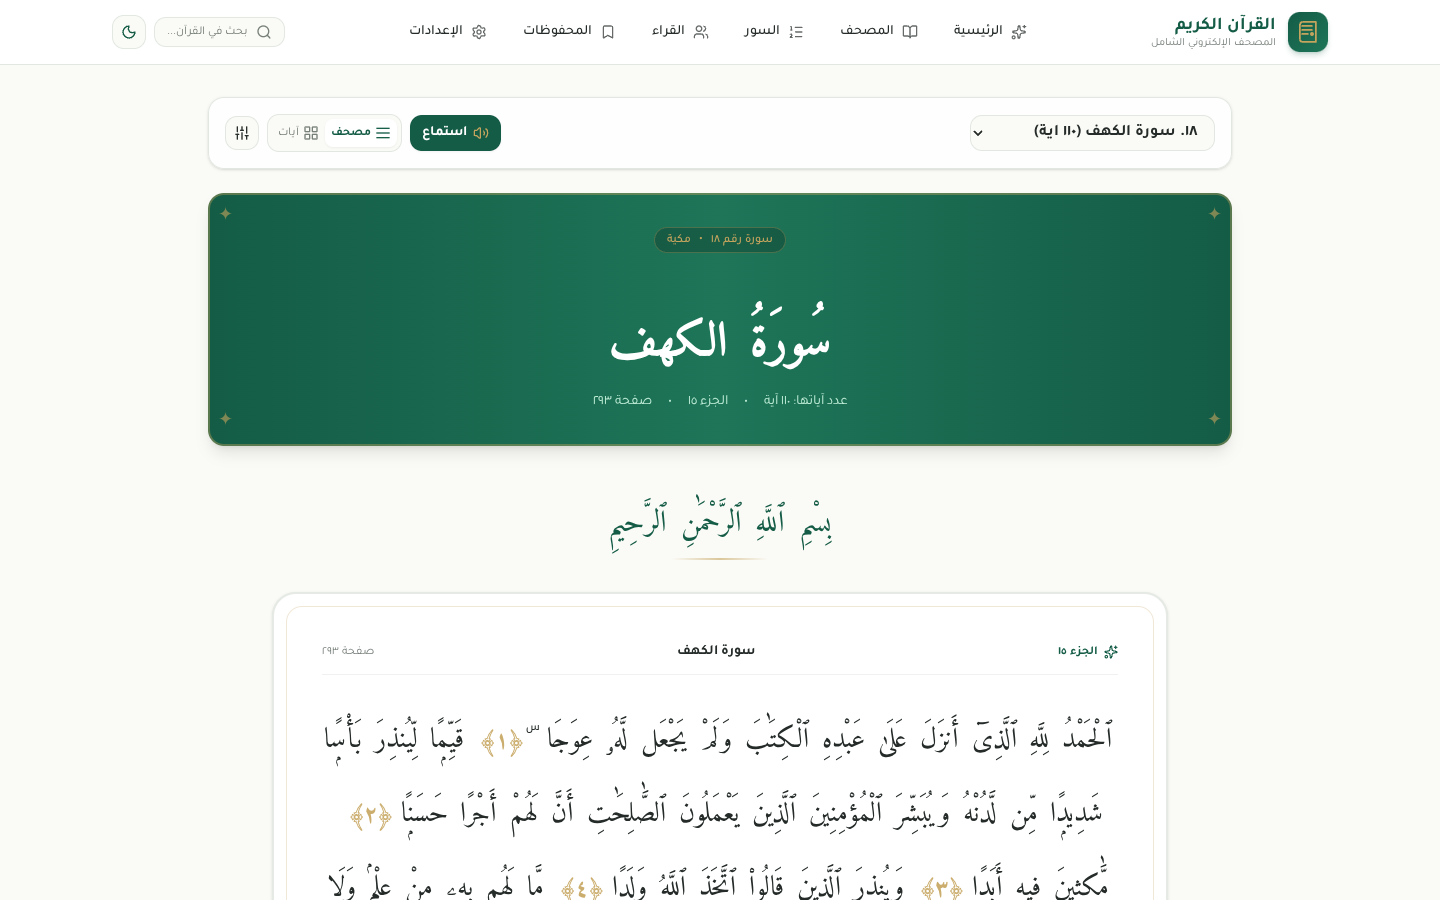 القرآن الكريم
المصحف الإلكتروني الشامل
الرئيسية
المصحف
السور
القراء
المحفوظات
الإعدادات
بحث في القرآن...
١٨. سورة الكهف (١١٠ آية)
استماع
مصحف
آيات
سورة رقم ١٨ • مكية
سُورَةُ الكهف
عدد آياتها: ١١٠ آية • الجزء ١٥ • صفحة ٢٩٣
بِسْمِ ٱللَّهِ ٱلرَّحْمَٰنِ ٱلرَّحِيمِ
الجزء ١٥
سورة الكهف
صفحة ٢٩٣
ٱلْحَمْدُ لِلَّهِ ٱلَّذِىٓ أَنزَلَ عَلَىٰ عَبْدِهِ ٱلْكِتَٰبَ وَلَمْ يَجْعَل لَّهُۥ عِوَجَا ۜ ﴿١﴾ قَيِّمًۭا لِّيُنذِرَ بَأْسًۭا
شَدِيدًۭا مِّن لَّدُنْهُ وَيُبَشِّرَ ٱلْمُؤْمِنِينَ ٱلَّذِينَ يَعْمَلُونَ ٱلصَّٰلِحَٰتِ أَنَّ لَهُمْ أَجْرًا حَسَنًۭا ﴿٢﴾
مَّٰكِثِينَ فِيهِ أَبَدًۭا ﴿٣﴾ وَيُنذِرَ ٱلَّذِينَ قَالُوا۟ ٱتَّخَذَ ٱللَّهُ وَلَدًۭا ﴿٤﴾ مَّا لَهُم بِهِۦ مِنْ عِلْمٍۢ وَلَا